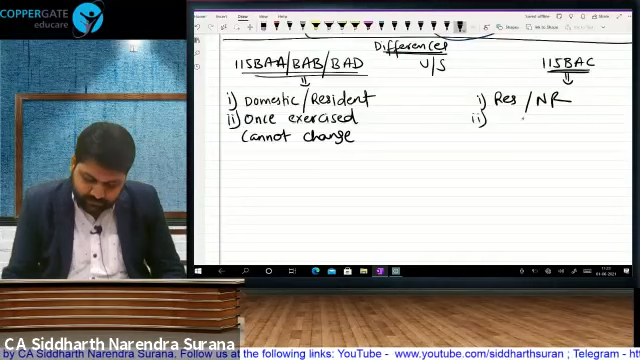 COPPERGATE
educare
Differences
115BAA/BAB/BAD V/S 115BAC
i) Domestic/Resident i) Res/NR
ii) Once exercised ii)
Cannot change
CA Siddharth Narendra Surana
by CA Siddharth Narendra Surana. Follow us at the following links: YouTube - www.youtube.com/siddharthsuran ; Telegram - ht